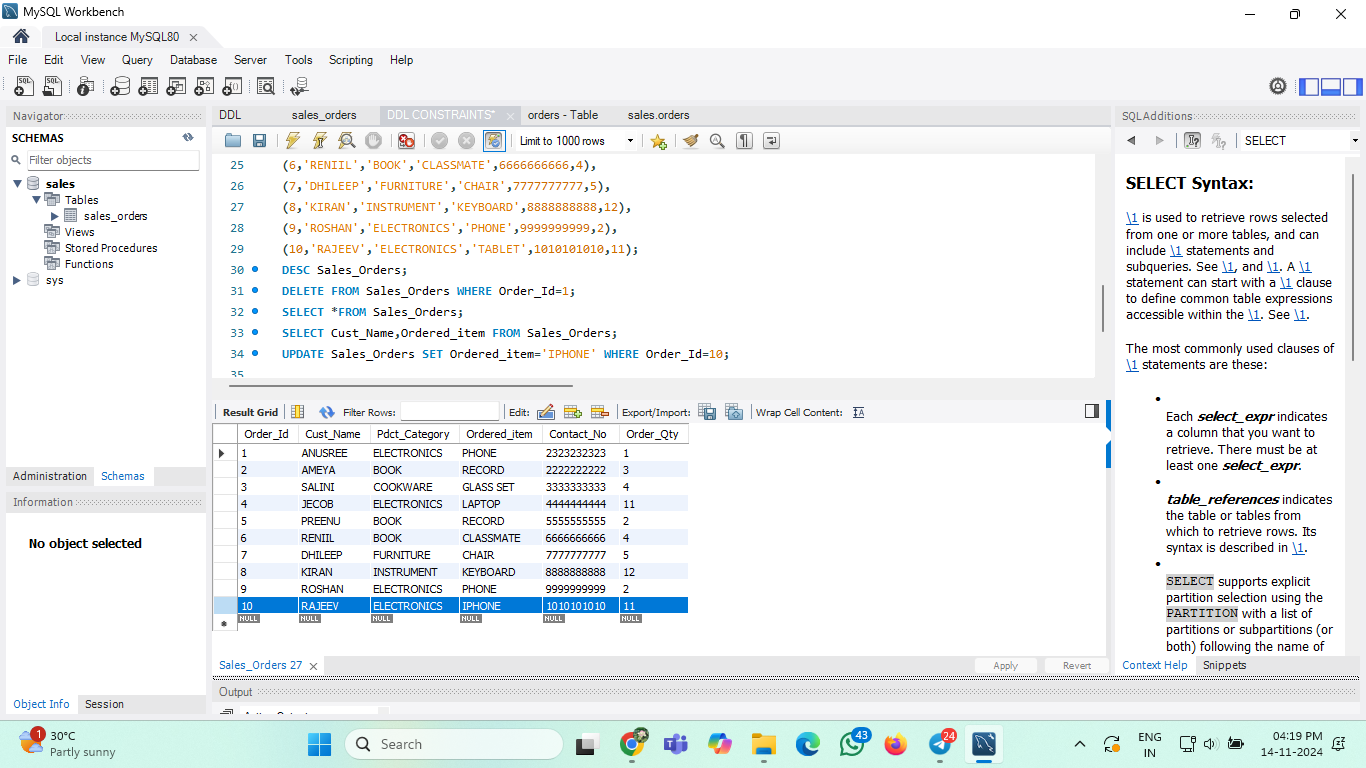 MySQL Workbench
Local instance MySQL80
File Edit View Query Database Server Tools Scripting Help
Navigator
SCHEMAS
Filter objects
sales
Tables
sales_orders
Views
Stored Procedures
Functions
sys
Administration Schemas
Information
No object selected
Object Info Session
DDL sales_orders DDL CONSTRAINTS* orders - Table sales.orders
Limit to 1000 rows
25 (6,'RENIIL','BOOK','CLASSMATE',6666666666,4),
26 (7,'DHILEEP','FURNITURE','CHAIR',7777777777,5),
27 (8,'KIRAN','INSTRUMENT','KEYBOARD',8888888888,12),
28 (9,'ROSHAN','ELECTRONICS','PHONE',9999999999,2),
29 (10,'RAJEEV','ELECTRONICS','TABLET',1010101010,11);
30 DESC Sales_Orders;
31 DELETE FROM Sales_Orders WHERE Order_Id=1;
32 SELECT *FROM Sales_Orders;
33 SELECT Cust_Name,Ordered_item FROM Sales_Orders;
34 UPDATE Sales_Orders SET Ordered_item='IPHONE' WHERE Order_Id=10;
35
Result Grid Filter Rows: Edit: Export/Import: Wrap Cell Content:
Order_Id Cust_Name Pdct_Category Ordered_item Contact_No Order_Qty
1 ANUSREE ELECTRONICS PHONE 2323232323 1
2 AMEYA BOOK RECORD 2222222222 3
3 SALINI COOKWARE GLASS SET 3333333333 4
4 JECOB ELECTRONICS LAPTOP 4444444444 11
5 PREENU BOOK RECORD 5555555555 2
6 RENIIL BOOK CLASSMATE 6666666666 4
7 DHILEEP FURNITURE CHAIR 7777777777 5
8 KIRAN INSTRUMENT KEYBOARD 8888888888 12
9 ROSHAN ELECTRONICS PHONE 9999999999 2
10 RAJEEV ELECTRONICS IPHONE 1010101010 11
NULL NULL NULL NULL NULL NULL
Sales_Orders 27
Apply Revert
Output
SQLAdditions
SELECT
SELECT Syntax:
\1 is used to retrieve rows selected
from one or more tables, and can
include \1 statements and
subqueries. See \1, and \1. A \1
statement can start with a \1 clause
to define common table expressions
accessible within the \1. See \1.
The most commonly used clauses of
\1 statements are these:
Each select_expr indicates
a column that you want to
retrieve. There must be at
least one select_expr.
table_references indicates
the table or tables from
which to retrieve rows. Its
syntax is described in \1.
SELECT supports explicit
partition selection using the
PARTITION with a list of
partitions or subpartitions (or
both) following the name of
Context Help Snippets
1
30°C
Partly sunny
Search
43
24
ENG
IN
04:19 PM
14-11-2024